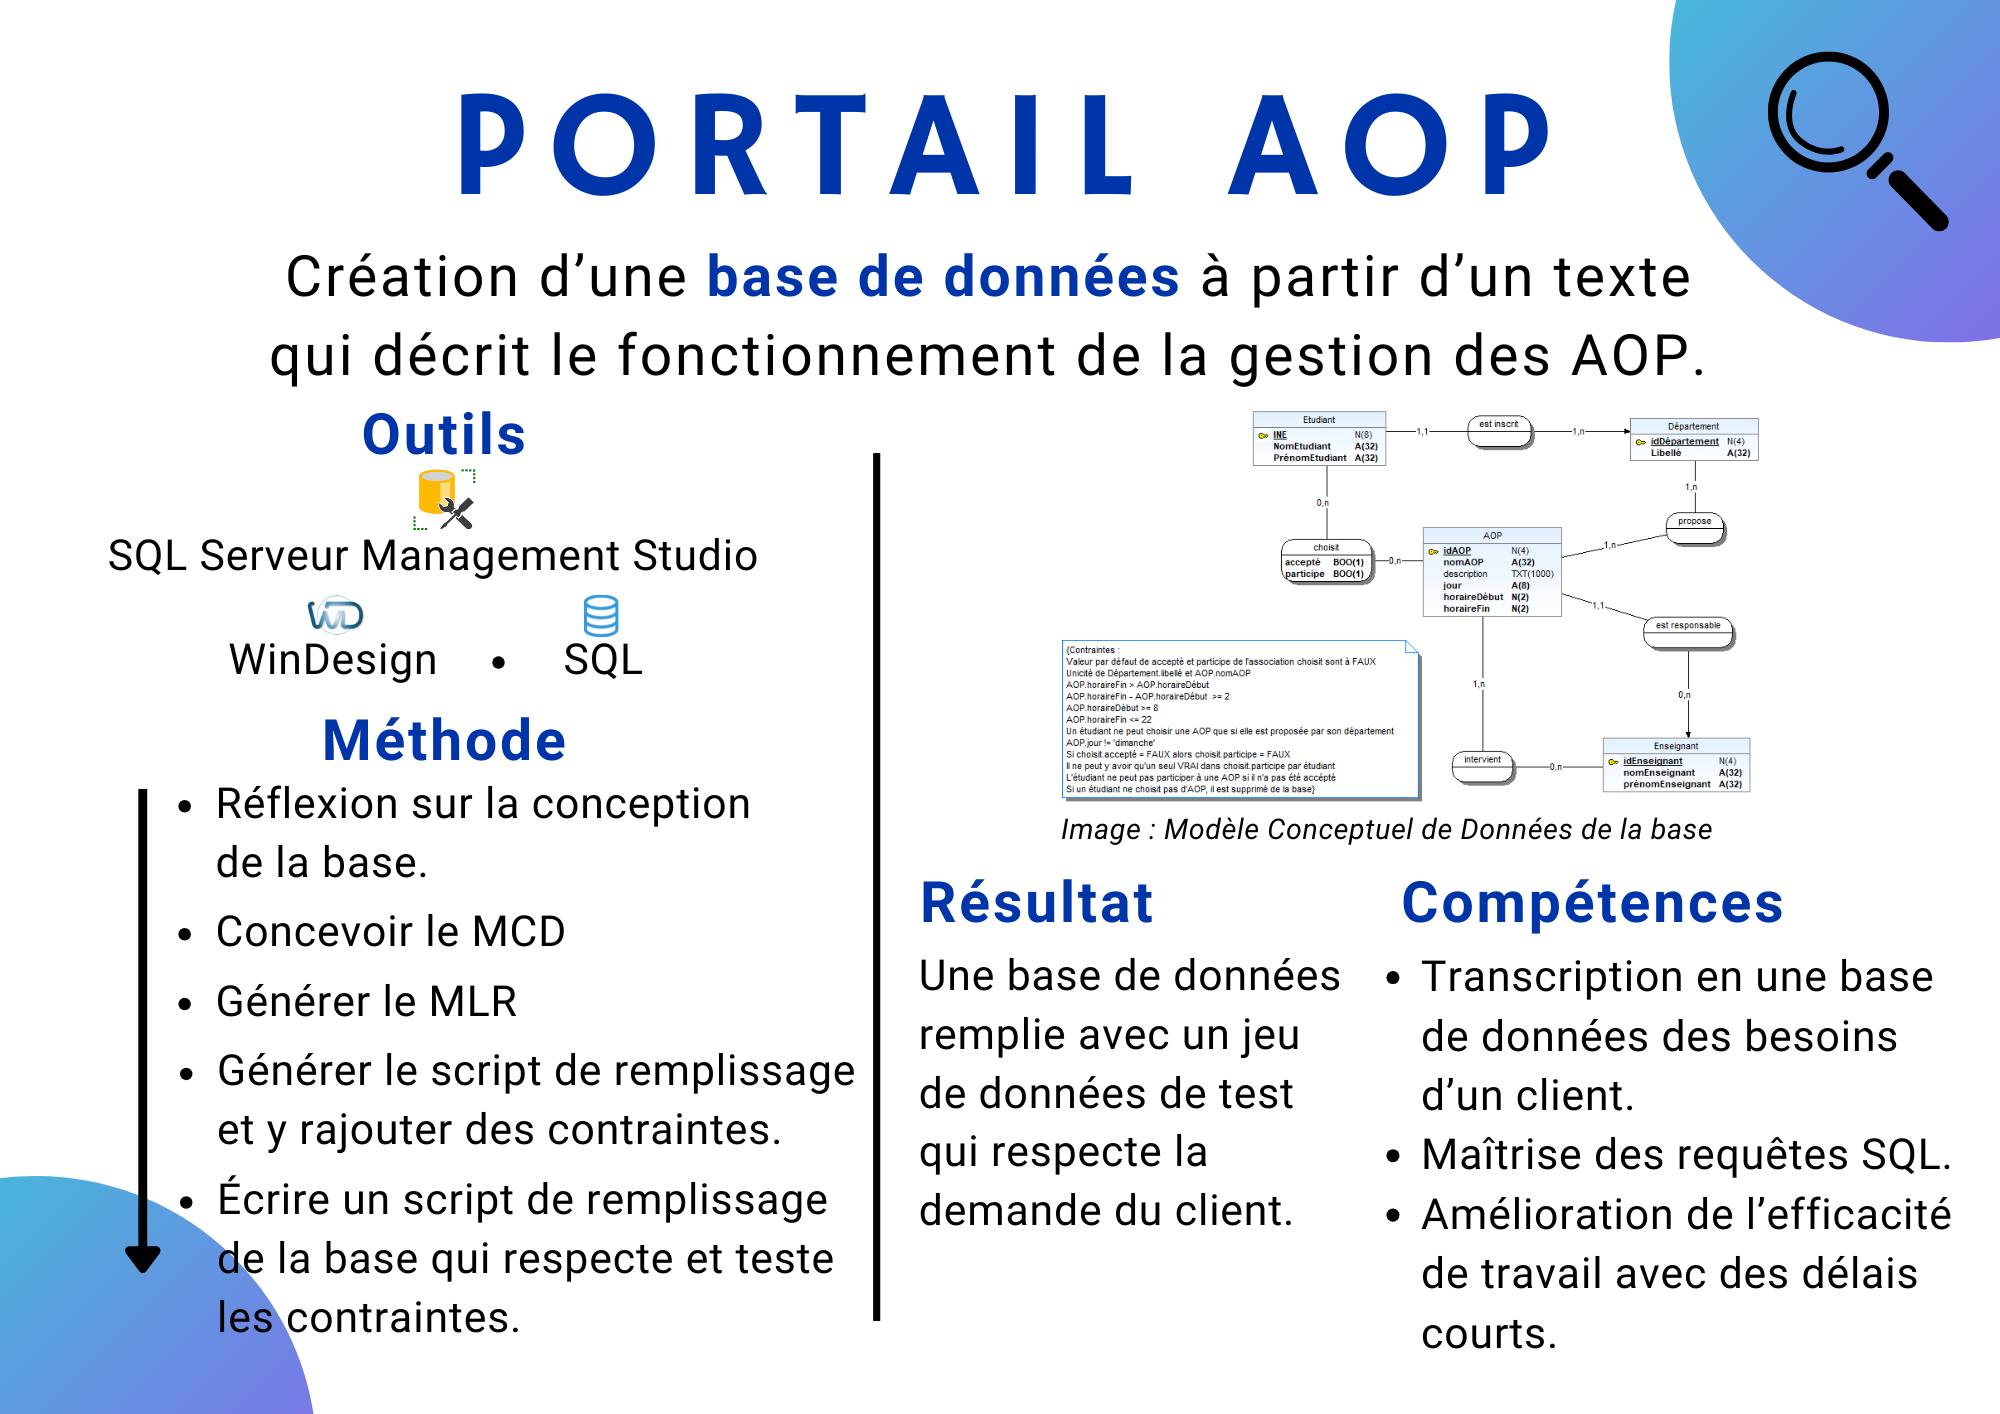 PORTAIL AOP
Création d’une base de données à partir d’un texte
qui décrit le fonctionnement de la gestion des AOP.
Outils
SQL Serveur Management Studio
WD
WinDesign • SQL
Méthode
• Réflexion sur la conception
de la base.
• Concevoir le MCD
• Générer le MLR
• Générer le script de remplissage
et y rajouter des contraintes.
• Écrire un script de remplissage
de la base qui respecte et teste
les contraintes.
Etudiant
INE N(8)
NomEtudiant A(32)
PrénomEtudiant A(32)
1,1
est inscrit
1,n
Département
idDépartement N(4)
Libellé A(32)
0,n
1,n
propose
choisit
accepté BOO(1)
participe BOO(1)
0,n
AOP
idAOP N(4)
nomAOP A(32)
description TXT(1000)
jour A(8)
horaireDébut N(2)
horaireFin N(2)
1,n
1,1
est responsable
{Contraintes :
Valeur par défaut de accepté et participe de l'association choisit sont à FAUX
Unicité de Département.libellé et AOP.nomAOP
AOP.horaireFin > AOP.horaireDébut
AOP.horaireFin - AOP.horaireDébut >= 2
AOP.horaireDébut >= 8
AOP.horaireFin <= 22
Un étudiant ne peut choisir une AOP que si elle est proposée par son département
AOP.jour != 'dimanche'
Si choisit.accepté = FAUX alors choisit.participe = FAUX
Il ne peut y avoir qu'un seul VRAI dans choisit.participe par étudiant
L'étudiant ne peut pas participer à une AOP si il n'a pas été accépté
Si un étudiant ne choisit pas d'AOP, il est supprimé de la base}
1,n
0,n
intervient
0,n
Enseignant
idEnseignant N(4)
nomEnseignant A(32)
prénomEnseignant A(32)
Image : Modèle Conceptuel de Données de la base
Résultat
Une base de données
remplie avec un jeu
de données de test
qui respecte la
demande du client.
Compétences
• Transcription en une base
de données des besoins
d’un client.
• Maîtrise des requêtes SQL.
• Amélioration de l’efficacité
de travail avec des délais
courts.